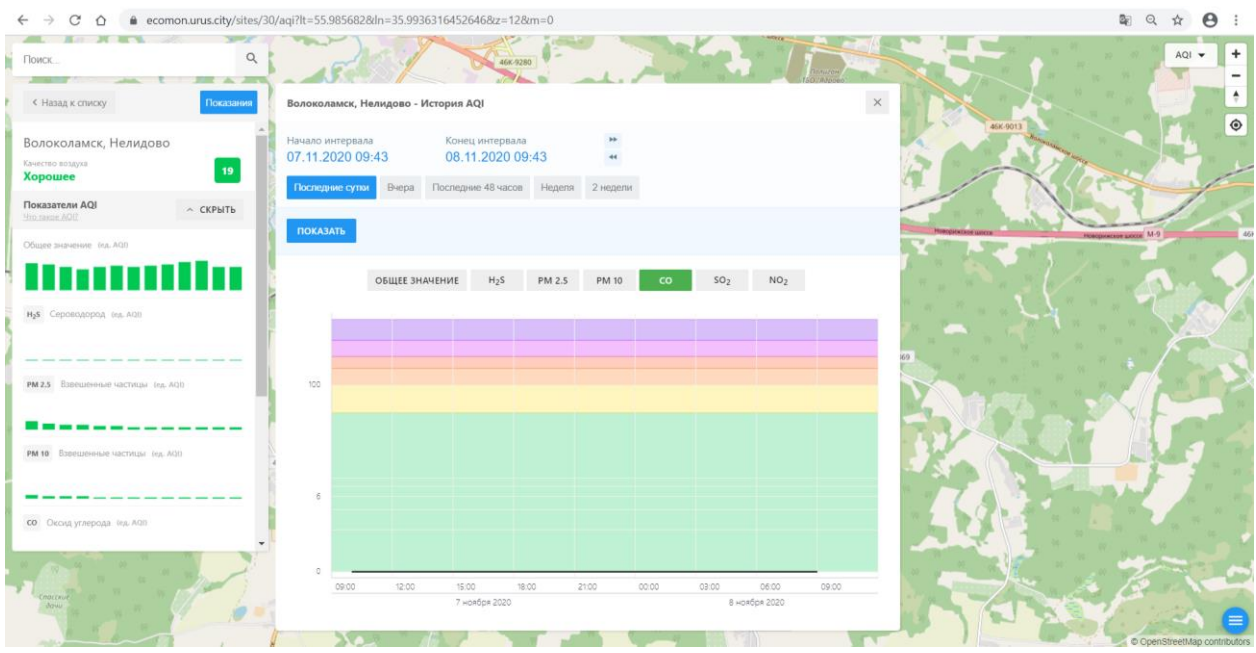 ecomon.urus.city/sites/30/aqi?lt=55.985682&ln=35.9936316452646&z=12&m=0
Поиск...
AQI
46К-9280
46К-9013
Новорижское шоссе М-9
Назад к списку
Показания
Волоколамск, Нелидово
Качество воздуха
Хорошее
19
Показатели AQI
Что такое AQI?
СКРЫТЬ
Общее значение (ед. AQI)
H₂S Сероводород (ед. AQI)
PM 2.5 Взвешенные частицы (ед. AQI)
PM 10 Взвешенные частицы (ед. AQI)
CO Оксид углерода (ед. AQI)
Волоколамск, Нелидово - История AQI
Начало интервала
07.11.2020 09:43
Конец интервала
08.11.2020 09:43
Последние сутки Вчера Последние 48 часов Неделя 2 недели
ПОКАЗАТЬ
ОБЩЕЕ ЗНАЧЕНИЕ H₂S PM 2.5 PM 10 CO SO₂ NO₂
100
6
0
09:00 12:00 15:00 18:00 21:00 00:00 03:00 06:00 09:00
7 ноября 2020 8 ноября 2020
© OpenStreetMap contributors